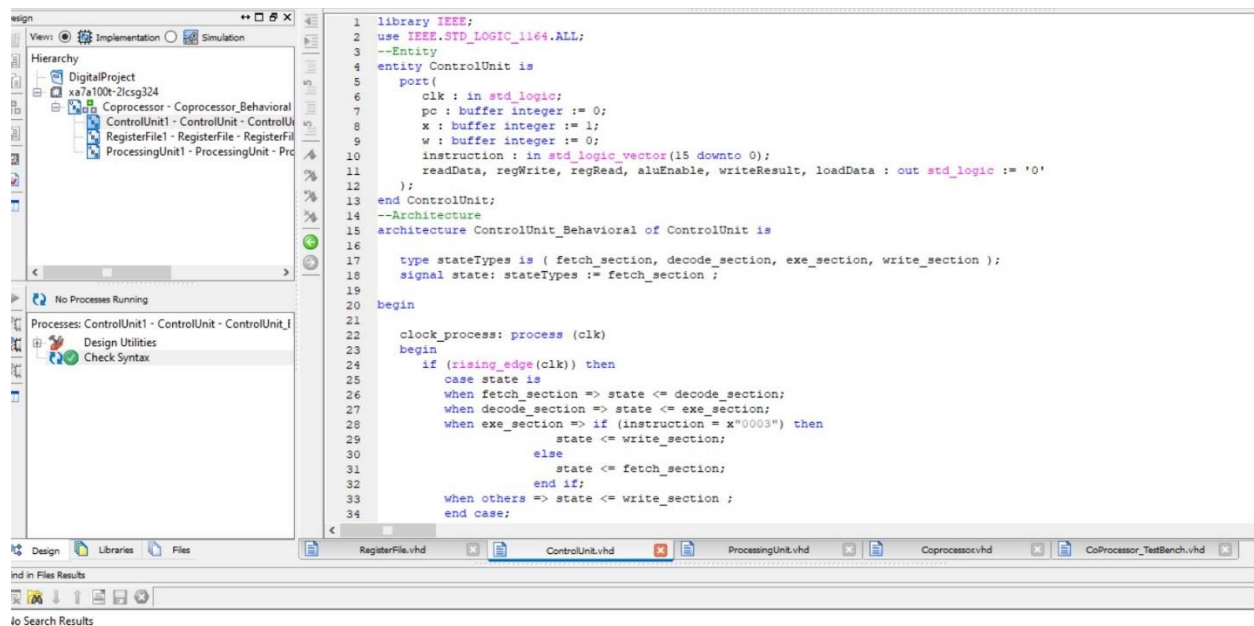 View: Implementation Simulation
Hierarchy
DigitalProject
xa7a100t-2lcsg324
Coprocessor - Coprocessor_Behavioral
ControlUnit1 - ControlUnit - ControlU
RegisterFile1 - RegisterFile - RegisterFil
ProcessingUnit1 - ProcessingUnit - Pro
No Processes Running
Processes: ControlUnit1 - ControlUnit - ControlUnit_
Design Utilities
Check Syntax
Design Libraries Files
1 library IEEE;
2 use IEEE.STD_LOGIC_1164.ALL;
3 --Entity
4 entity ControlUnit is
5 port(
6 clk : in std_logic;
7 pc : buffer integer := 0;
8 x : buffer integer := 1;
9 w : buffer integer := 0;
10 instruction : in std_logic_vector(15 downto 0);
11 readData, regWrite, regRead, aluEnable, writeResult, loadData : out std_logic := '0'
12 );
13 end ControlUnit;
14 --Architecture
15 architecture ControlUnit_Behavioral of ControlUnit is
16
17 type stateTypes is ( fetch_section, decode_section, exe_section, write_section );
18 signal state: stateTypes := fetch_section ;
19
20 begin
21
22 clock_process: process (clk)
23 begin
24 if (rising_edge(clk)) then
25 case state is
26 when fetch_section => state <= decode_section;
27 when decode_section => state <= exe_section;
28 when exe_section => if (instruction = x"0003") then
29 state <= write_section;
30 else
31 state <= fetch_section;
32 end if;
33 when others => state <= write_section ;
34 end case;
RegisterFile.vhd ControlUnit.vhd ProcessingUnit.vhd Coprocessor.vhd CoProcessor_TestBench.vhd
in Files Results
No Search Results